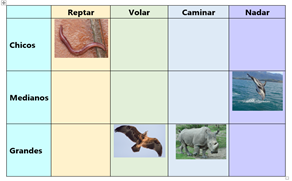 Reptar Volar Caminar Nadar
Chicos
Medianos
Grandes